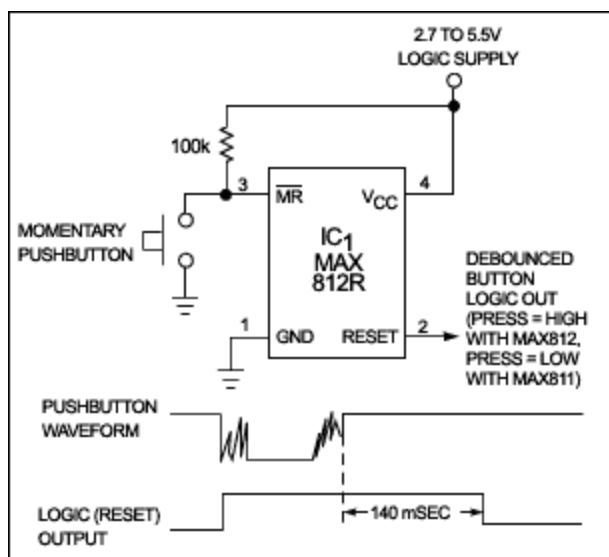 2.7 TO 5.5V
LOGIC SUPPLY
100k
3
MR
VCC
4
MOMENTARY
PUSHBUTTON
IC1
MAX
812R
1
GND
RESET
2
DEBOUNCED
BUTTON
LOGIC OUT
(PRESS = HIGH
WITH MAX812,
PRESS = LOW
WITH MAX811)
PUSHBUTTON
WAVEFORM
LOGIC (RESET)
OUTPUT
140 mSEC